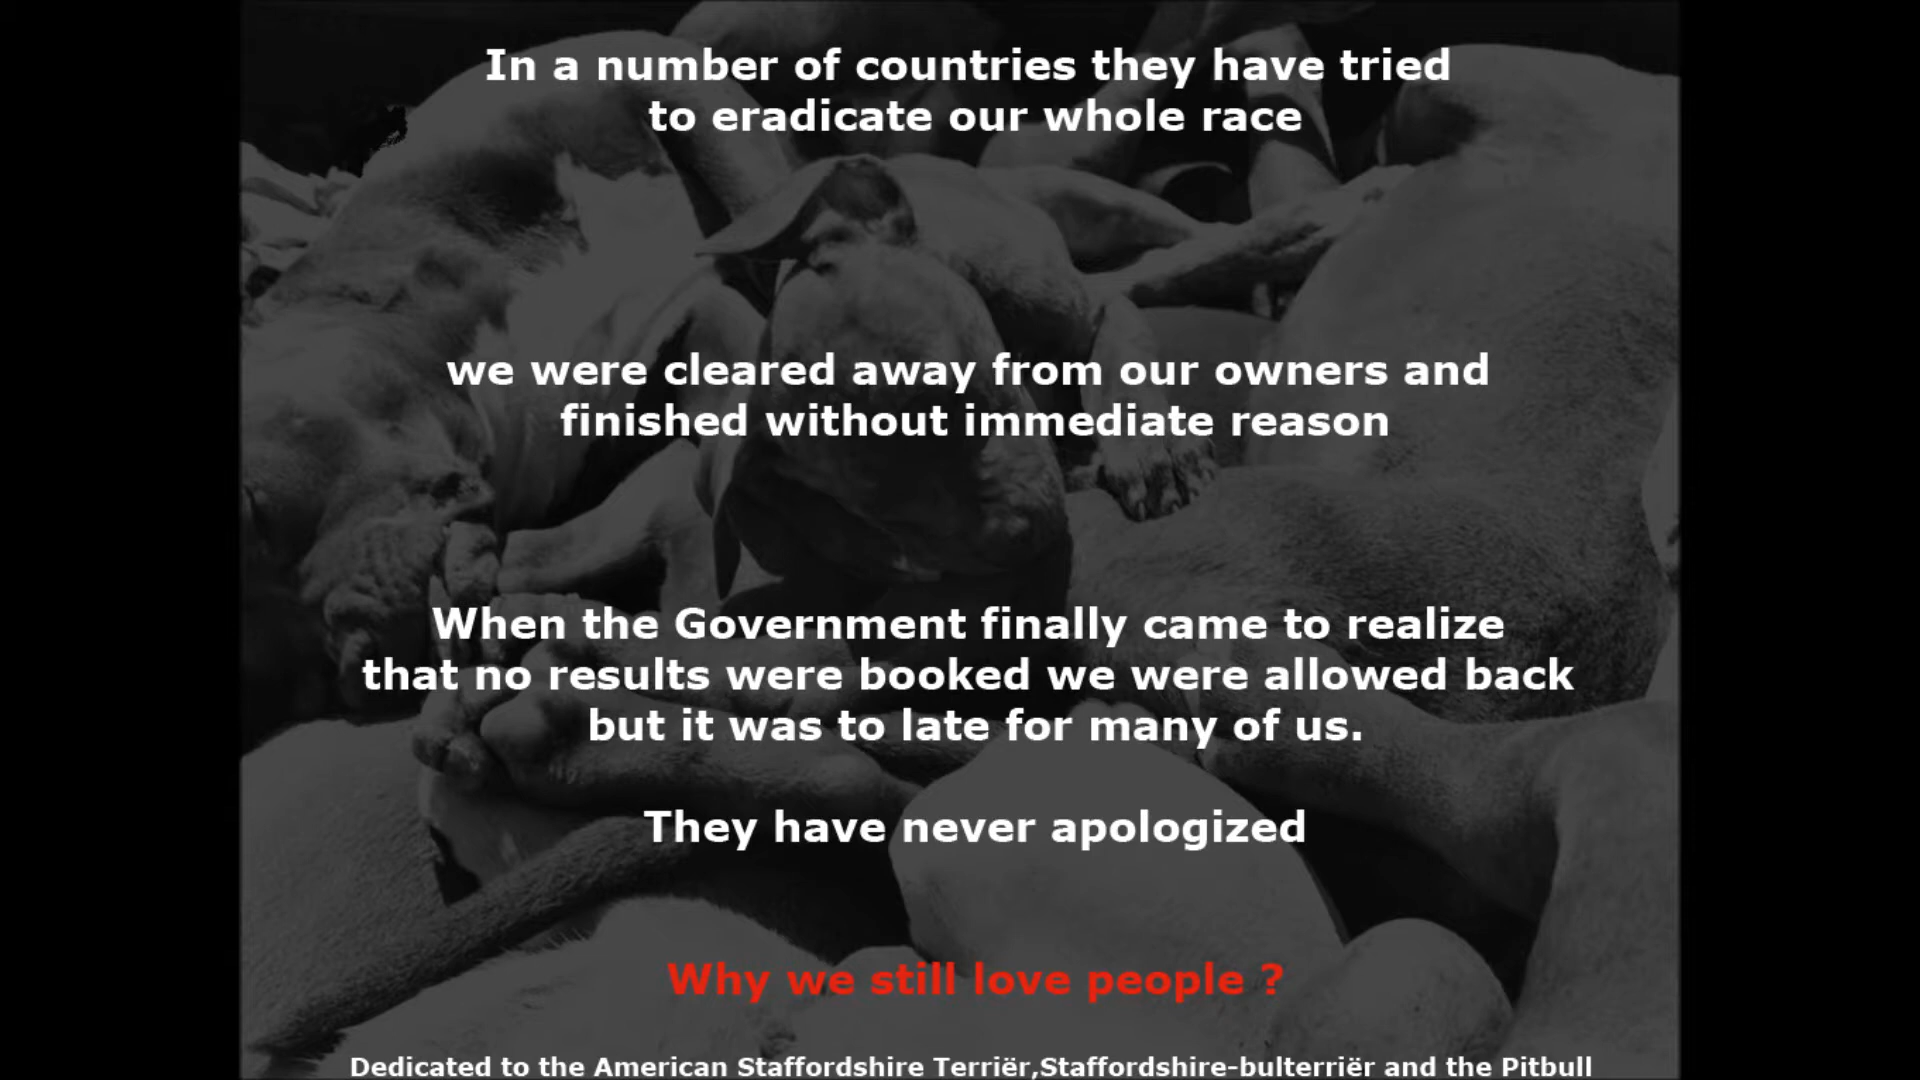 In a number of countries they have tried
to eradicate our whole race
we were cleared away from our owners and
finished without immediate reason
When the Government finally came to realize
that no results were booked we were allowed back
but it was to late for many of us.
They have never apologized
Why we still love people ?
Dedicated to the American Staffordshire Terriër,Staffordshire-bulterriër and the Pitbull